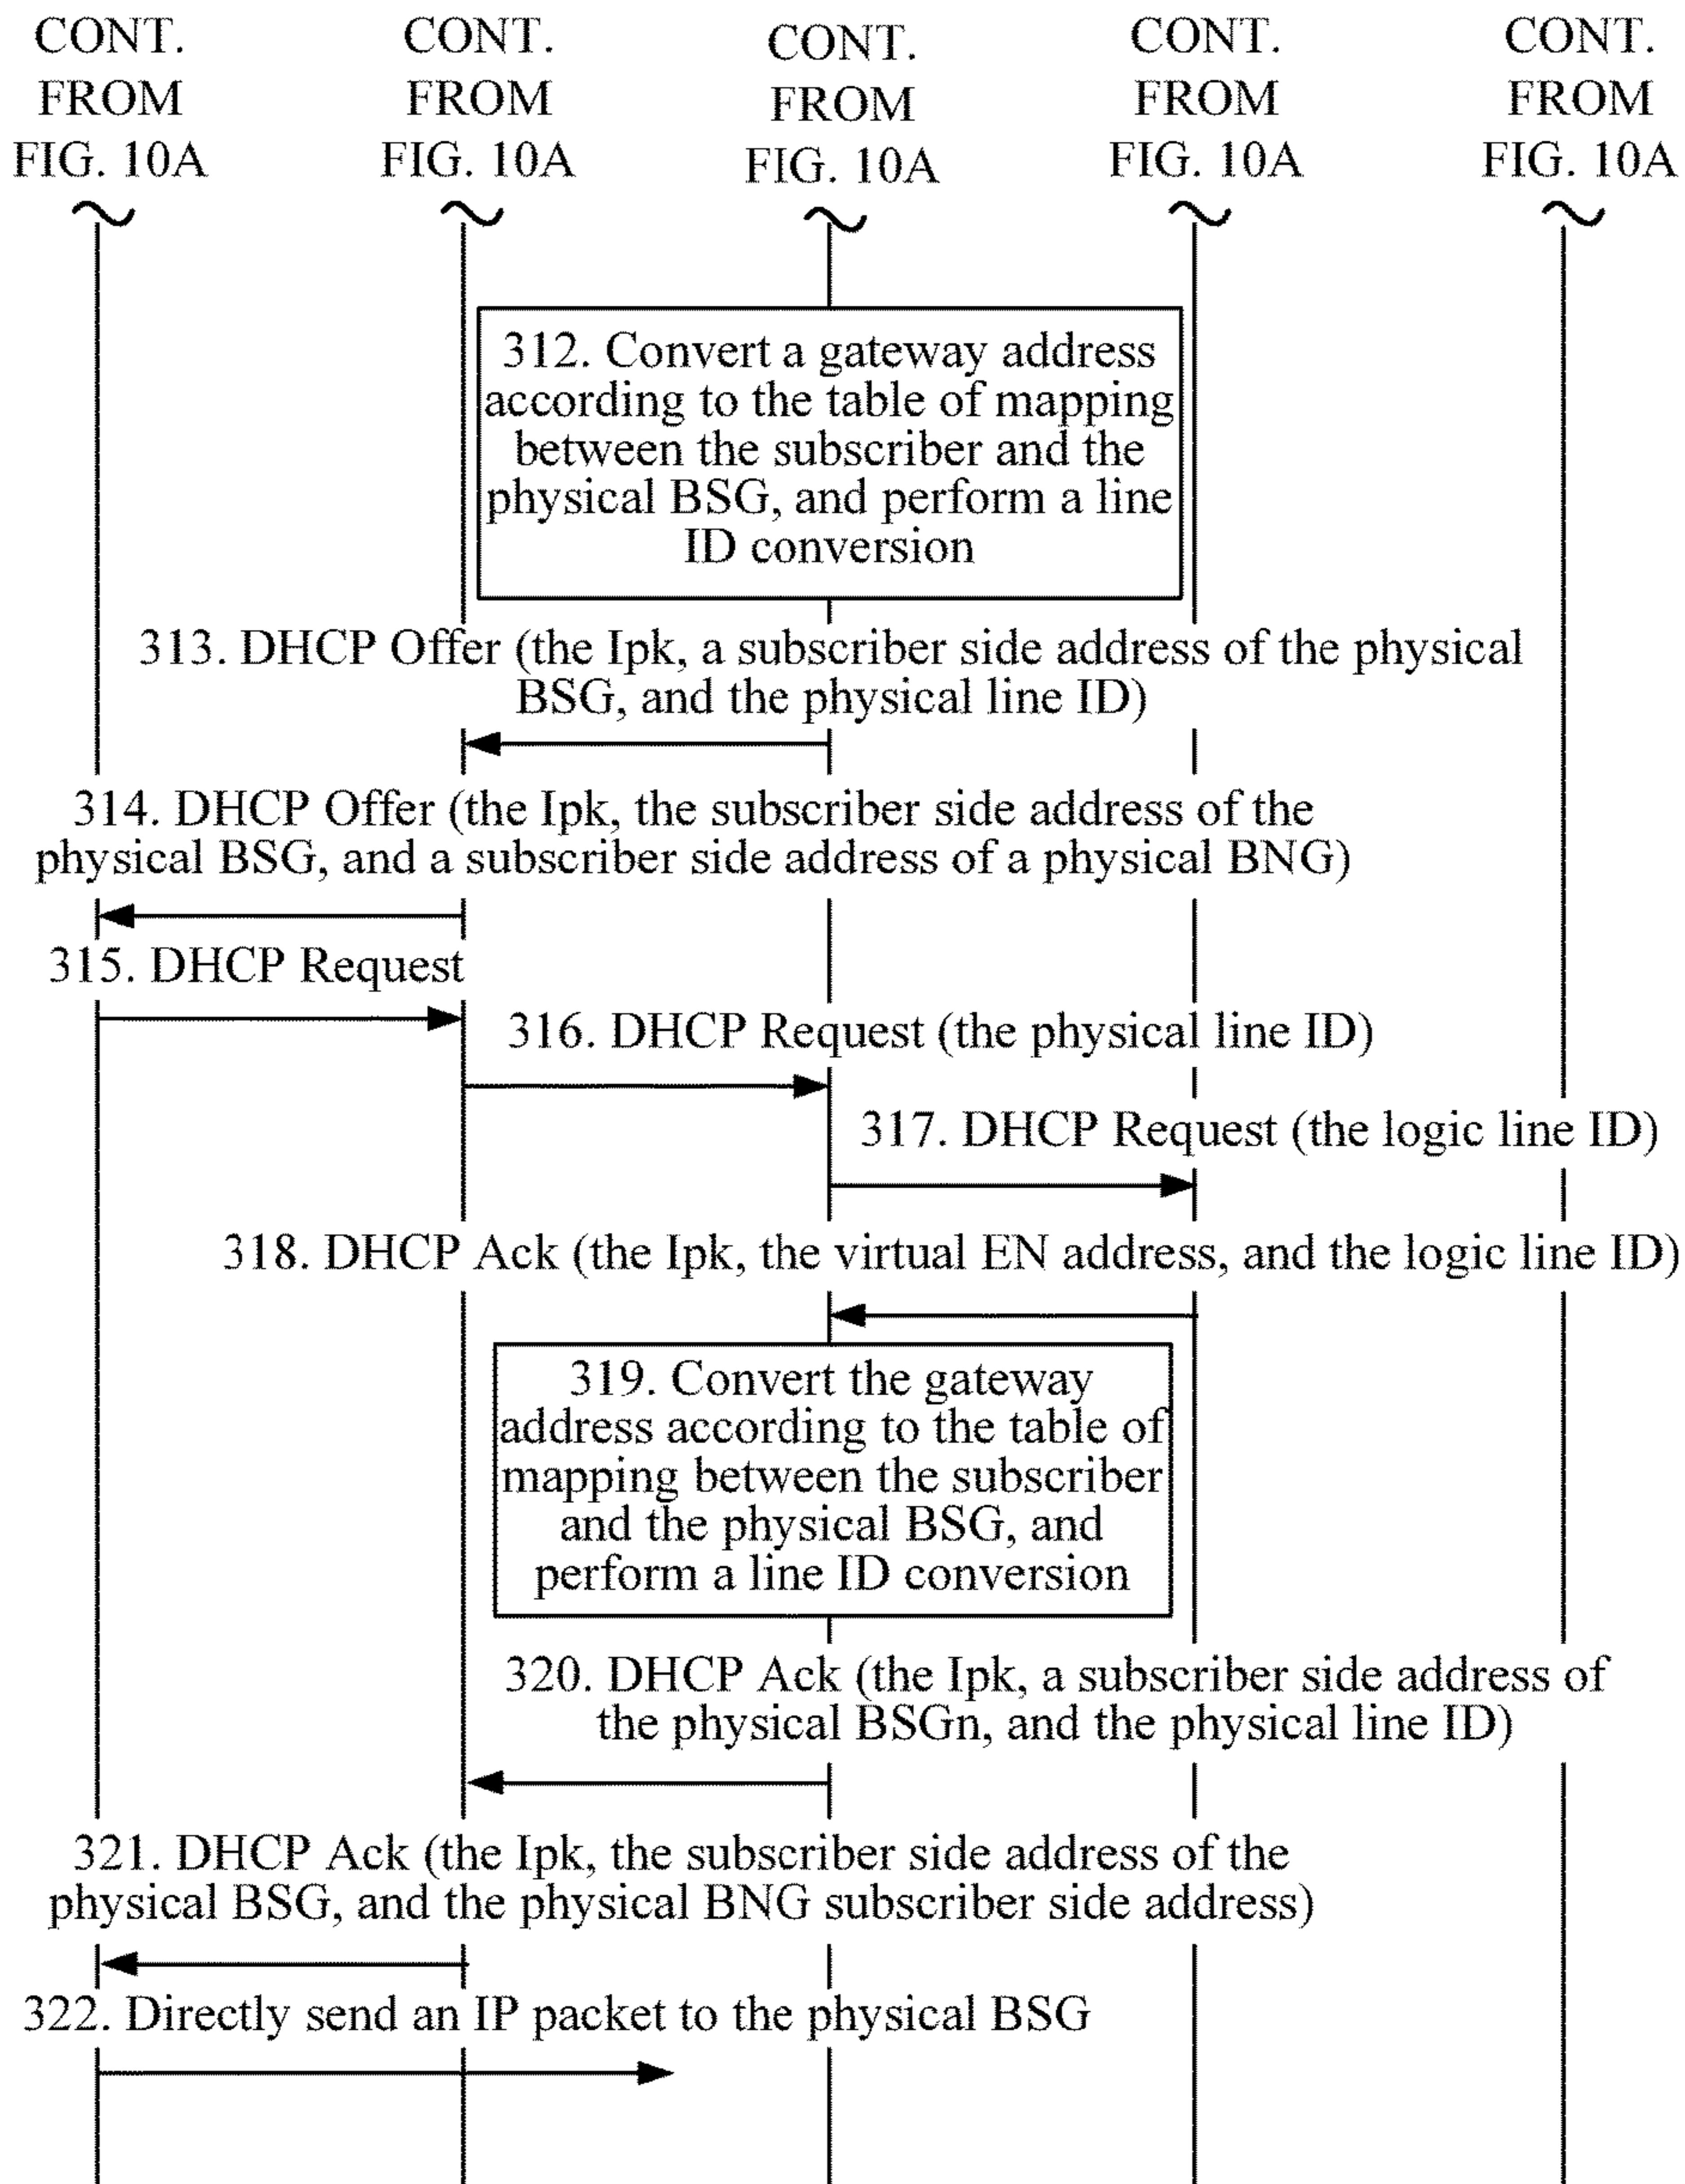 CONT.
FROM
FIG. 10A
CONT.
FROM
FIG. 10A
CONT.
FROM
FIG. 10A
CONT.
FROM
FIG. 10A
CONT.
FROM
FIG. 10A
312. Convert a gateway address
according to the table of mapping
between the subscriber and the
physical BSG, and perform a line
ID conversion
313. DHCP Offer (the Ipk, a subscriber side address of the physical
BSG, and the physical line ID)
314. DHCP Offer (the Ipk, the subscriber side address of the
physical BSG, and a subscriber side address of a physical BNG)
315. DHCP Request
316. DHCP Request (the physical line ID)
317. DHCP Request (the logic line ID)
318. DHCP Ack (the Ipk, the virtual EN address, and the logic line ID)
319. Convert the gateway
address according to the table of
mapping between the subscriber
and the physical BSG, and
perform a line ID conversion
320. DHCP Ack (the Ipk, a subscriber side address of
the physical BSGn, and the physical line ID)
321. DHCP Ack (the Ipk, the subscriber side address of the
physical BSG, and the physical BNG subscriber side address)
322. Directly send an IP packet to the physical BSG